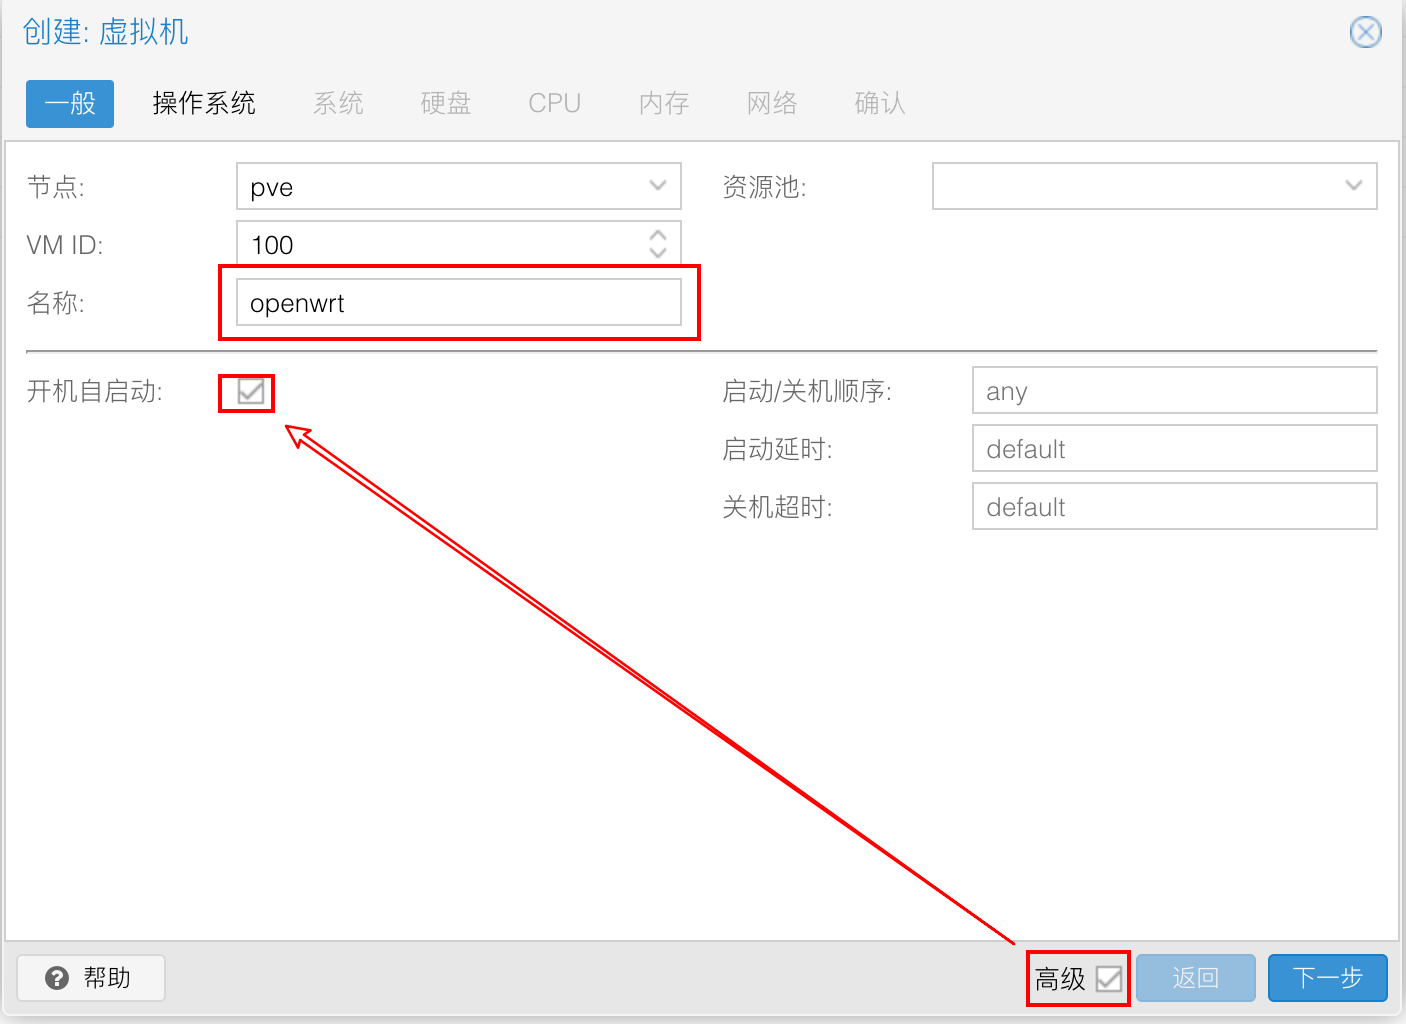 创建: 虚拟机
一般 操作系统 系统 硬盘 CPU 内存 网络 确认
节点: pve 资源池:
VM ID: 100
名称: openwrt
开机自启动: 启动/关机顺序: any
启动延时: default
关机超时: default
? 帮助 高级 返回 下一步